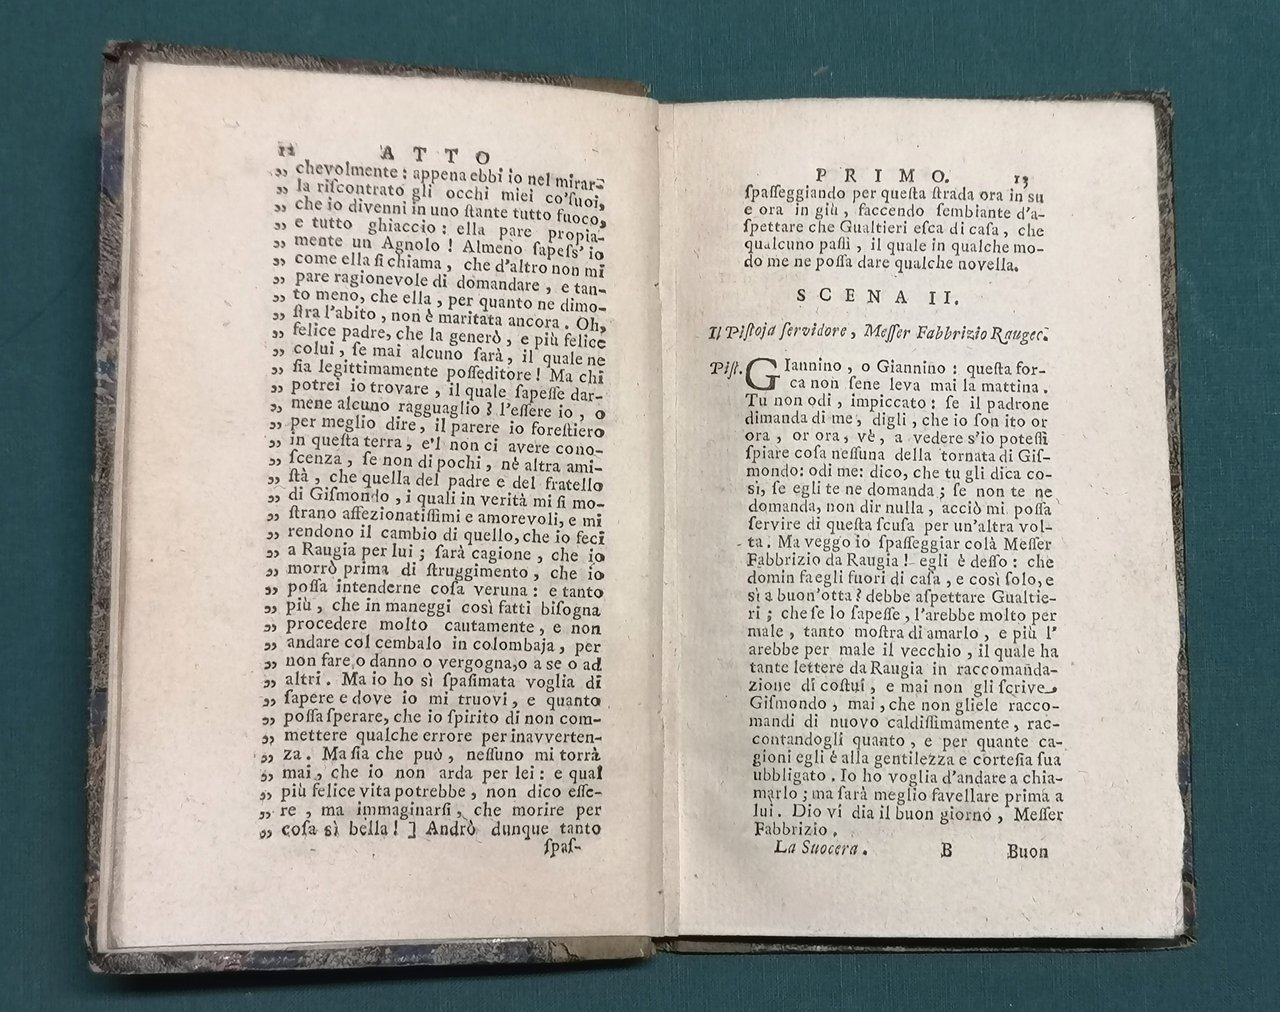 12 ATTO
„ chevolmente : appena ebbi io nel mirar-
„ la riſcontrato gli occhi miei co'ſuoi,
„ che io divenni in uno ſtante tutto fuoco,
„ e tutto ghiaccio : ella pare propia-
„ mente un Agnolo ! Almeno ſapeſs' io
„ come ella ſi chiama , che d'altro non mi
„ pare ragionevole di domandare , e tan-
„ to meno, che ella , per quanto ne dimo-
„ ſtra l'abito , non è maritata ancora . Oh,
„ felice padre, che la generò , e più felice
„ colui , ſe mai alcuno ſarà , il quale ne
„ ſia legittimamente poſſeditore ! Ma chi
„ potrei io trovare , il quale ſapeſſe dar-
„ mene alcuno ragguaglio ? l'eſſere io , o
„ per meglio dire , il parere io foreſtiero
„ in queſta terra , e'l non ci avere cono-
„ ſcenza , ſe non di pochi , nè altra ami-
„ ſtà , che quella del padre e del fratello
„ di Giſmondo , i quali in verità mi ſi mo-
„ ſtrano affezionatiſſimi e amorevoli, e mi
„ rendono il cambio di quello, che io feci
„ a Raugia per lui ; ſarà cagione , che io
„ morrò prima di ſtruggimento , che io
„ poſſa intenderne coſa veruna : e tanto
„ più , che in maneggi così fatti biſogna
„ procedere molto cautamente , e non
„ andare col cembalo in colombaja , per
„ non fare o danno o vergogna, o a se o ad
„ altri . Ma io ho sì ſpaſimata voglia di
„ ſapere e dove io mi truovi , e quanto
„ poſſa ſperare, che io ſpirito di non com-
„ mettere qualche errore per inavverten-
„ za . Ma ſia che può , neſſuno mi torrà
„ mai , che io non arda per lei : e qual
„ più felice vita potrebbe , non dico eſſe-
„ re , ma immaginarſi , che morire per
„ coſa sì bella ! ] Andrò dunque tanto
ſpaſ-
PRIMO. 13
ſpaſſeggiando per queſta ſtrada ora in su
e ora in giù , faccendo ſembiante d'a-
ſpettare che Gualtieri eſca di caſa , che
qualcuno paſſi , il quale in qualche mo-
do me ne poſſa dare qualche novella.
SCENA II.
Il Piſtoja ſervidore , Meſſer Fabbrizio Raugec.
Piſt. GIannino , o Giannino : queſta for-
ca non ſene leva mai la mattina .
Tu non odi , impiccato : ſe il padrone
dimanda di me , digli , che io ſon ito or
ora , or ora , vè , a vedere s'io poteſſi
ſpiare coſa neſſuna della tornata di Giſ-
mondo : odi me : dico, che tu gli dica co-
sì, ſe egli te ne domanda ; ſe non te ne
domanda, non dir nulla , acciò mi poſſa
ſervire di queſta ſcuſa per un'altra vol-
ta . Ma veggo io ſpaſſeggiar colà Meſſer
Fabbrizio da Raugia ! egli è deſſo : che
domin fa egli fuori di caſa , e così ſolo, e
sì a buon'otta ? debbe aſpettare Gualtie-
ri ; che ſe lo ſapeſſe , l'arebbe molto per
male , tanto moſtra di amarlo , e più l'
arebbe per male il vecchio , il quale ha
tante lettere da Raugia in raccomanda-
zione di coſtui , e mai non gli ſcrive
Giſmondo , mai , che non gliele racco-
mandi di nuovo caldiſſimamente , rac-
contandogli quanto , e per quante ca-
gioni egli è alla gentilezza e corteſia ſua
ubbligato . Io ho voglia d'andare a chia-
marlo ; ma ſarà meglio favellare prima a
lui . Dio vi dia il buon giorno , Meſſer
Fabbrizio .
La Suocera . B Buon